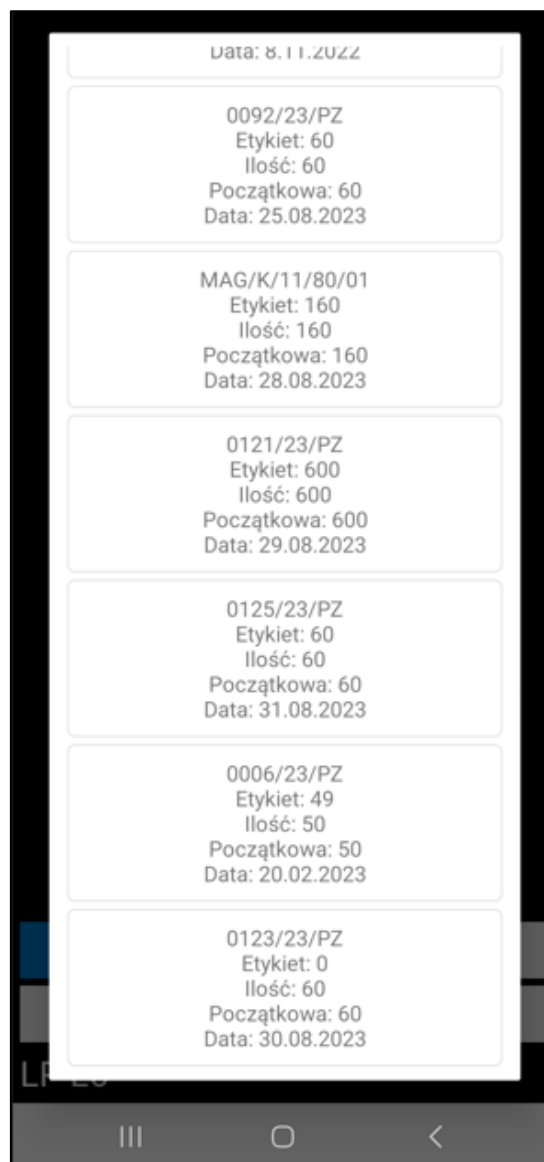 Data: 8.11.2022
0092/23/PZ
Etykiet: 60
Ilość: 60
Początkowa: 60
Data: 25.08.2023
MAG/K/11/80/01
Etykiet: 160
Ilość: 160
Początkowa: 160
Data: 28.08.2023
0121/23/PZ
Etykiet: 600
Ilość: 600
Początkowa: 600
Data: 29.08.2023
0125/23/PZ
Etykiet: 60
Ilość: 60
Początkowa: 60
Data: 31.08.2023
0006/23/PZ
Etykiet: 49
Ilość: 50
Początkowa: 50
Data: 20.02.2023
0123/23/PZ
Etykiet: 0
Ilość: 60
Początkowa: 60
Data: 30.08.2023